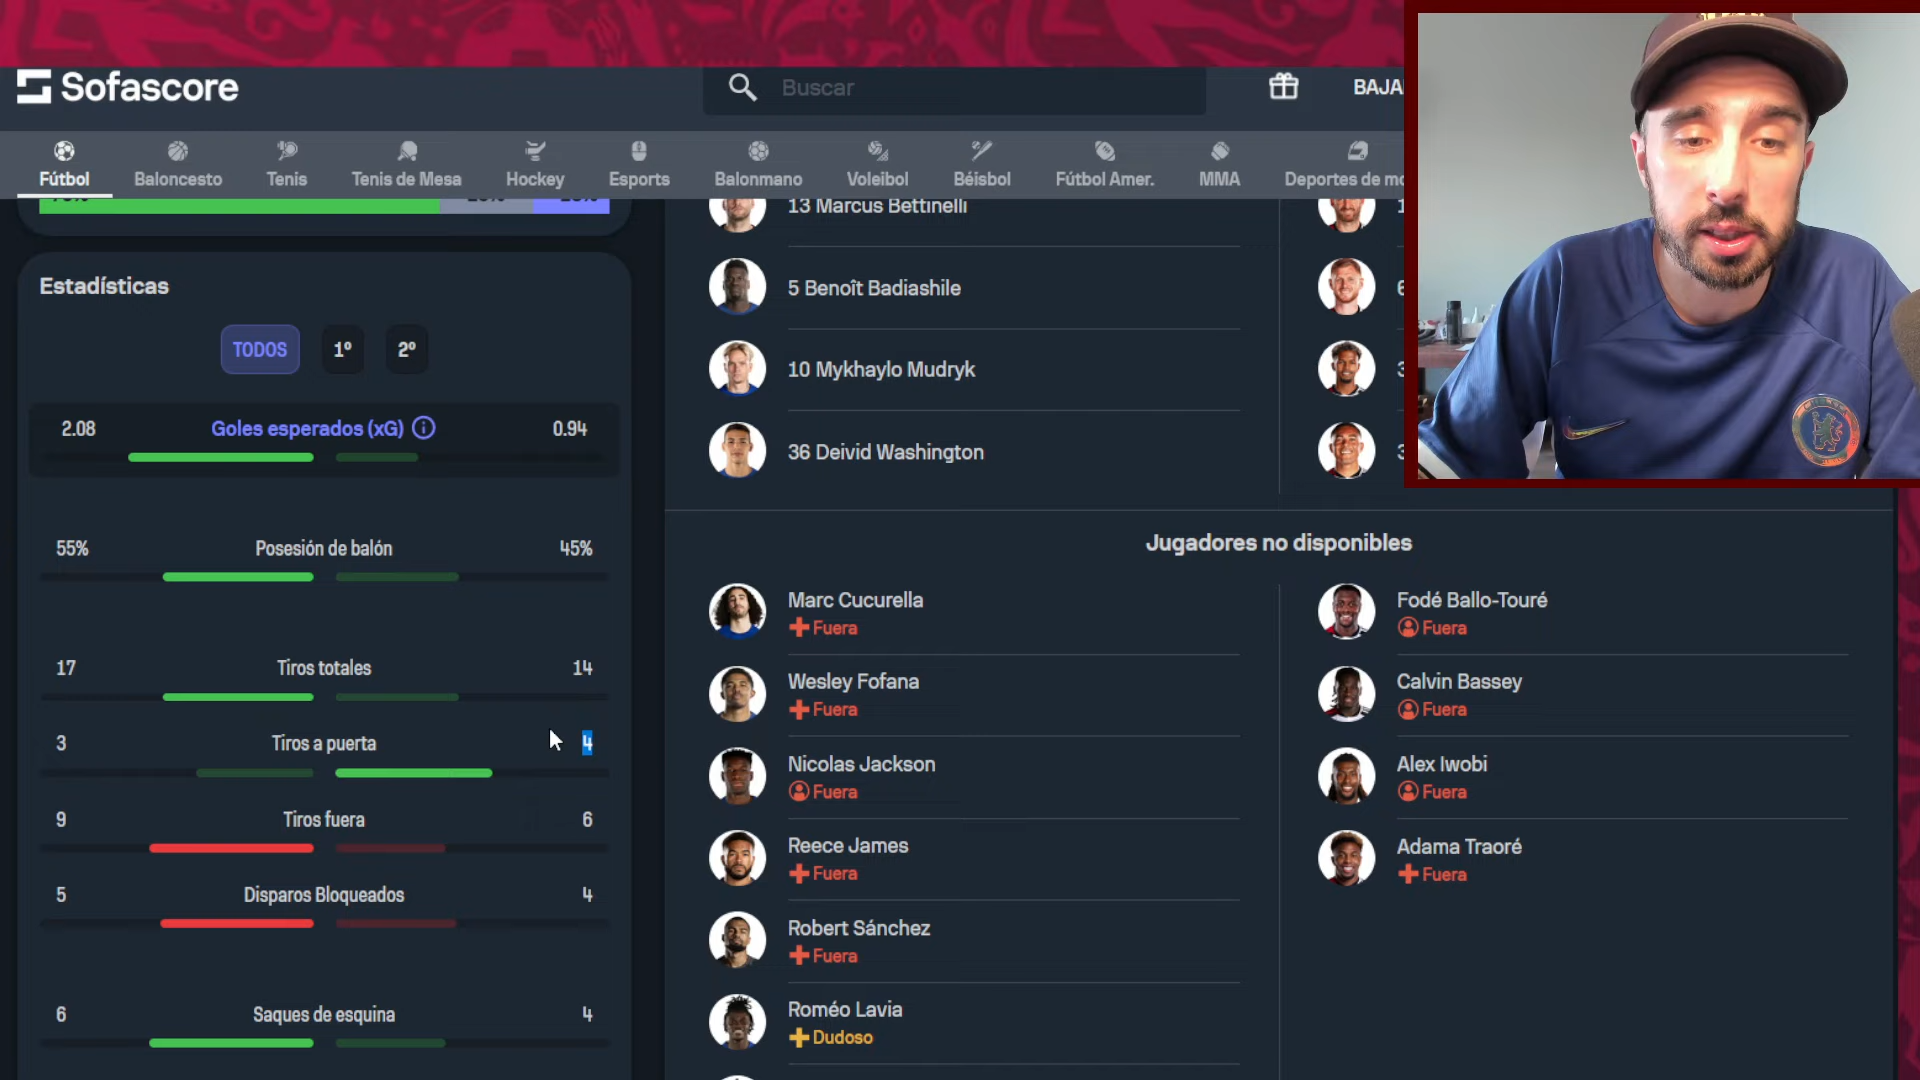 Sofascore
Buscar
BAJA
Fútbol
Baloncesto
Tenis
Tenis de Mesa
Hockey
Esports
Balonmano
Voleibol
Béisbol
Fútbol Amer.
MMA
Deportes de mo
Estadísticas
TODOS 1º 2º
2.08 Goles esperados (xG) 0.94
55% Posesión de balón 45%
17 Tiros totales 14
3 Tiros a puerta 4
9 Tiros fuera 6
5 Disparos Bloqueados 4
6 Saques de esquina 4
13 Marcus Bettinelli
5 Benoît Badiashile
10 Mykhaylo Mudryk
36 Deivid Washington
Jugadores no disponibles
Marc Cucurella
Fuera
Wesley Fofana
Fuera
Nicolas Jackson
Fuera
Reece James
Fuera
Robert Sánchez
Fuera
Roméo Lavia
Dudoso
Fodé Ballo-Touré
Fuera
Calvin Bassey
Fuera
Alex Iwobi
Fuera
Adama Traoré
Fuera